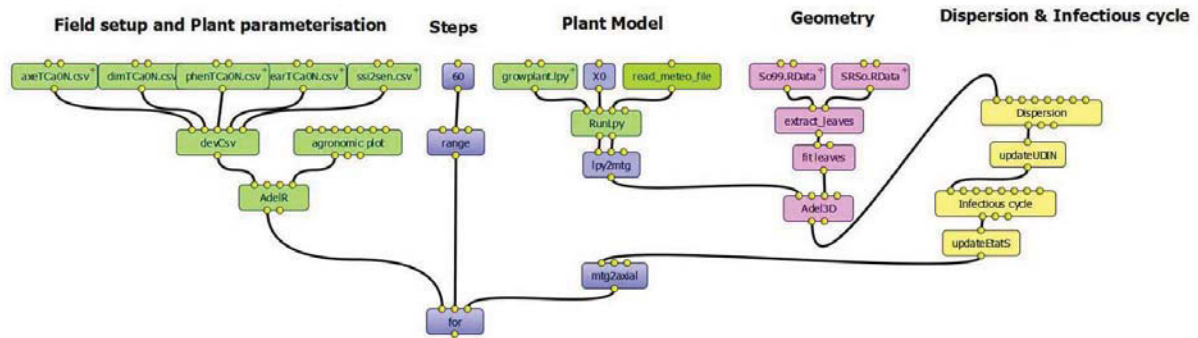 Field setup and Plant parameterisation
Steps
Plant Model
Geometry
Dispersion & Infectious cycle
axeTCa0N.csv
dimTCa0N.csv
phenTCa0N.csv
earTCa0N.csv
ssi2sen.csv
60
growplant.lpy
X0
read_meteo_file
So99.RData
SRSo.RData
devCsv
agronomic plot
range
RunLpy
extract_leaves
Dispersion
lpy2mtg
fit leaves
updateUDIN
AdelR
Adel3D
Infectious cycle
updateEtatS
mtg2axial
for